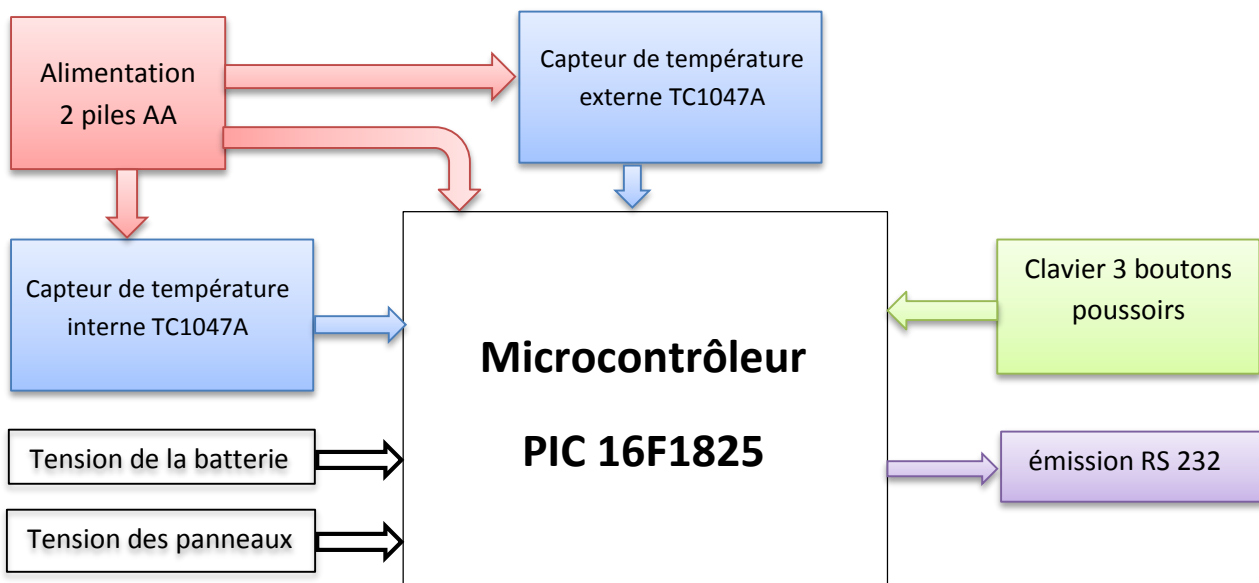 Alimentation
2 piles AA
Capteur de température
externe TC1047A
Capteur de température
interne TC1047A
Microcontrôleur
PIC 16F1825
Clavier 3 boutons
poussoirs
Tension de la batterie
émission RS 232
Tension des panneaux